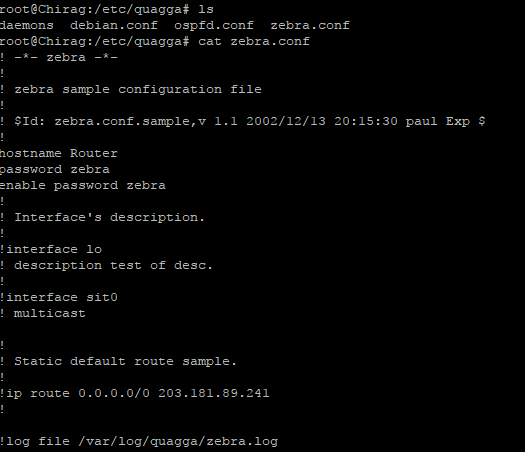 root@Chirag:/etc/quagga# ls
daemons  debian.conf  ospfd.conf  zebra.conf
root@Chirag:/etc/quagga# cat zebra.conf
! -*- zebra -*-
!
! zebra sample configuration file
!
! $Id: zebra.conf.sample,v 1.1 2002/12/13 20:15:30 paul Exp $
!
hostname Router
password zebra
enable password zebra
!
! Interface's description.
!
!interface lo
! description test of desc.
!
!interface sit0
! multicast

!
! Static default route sample.
!
!ip route 0.0.0.0/0 203.181.89.241
!

!log file /var/log/quagga/zebra.log